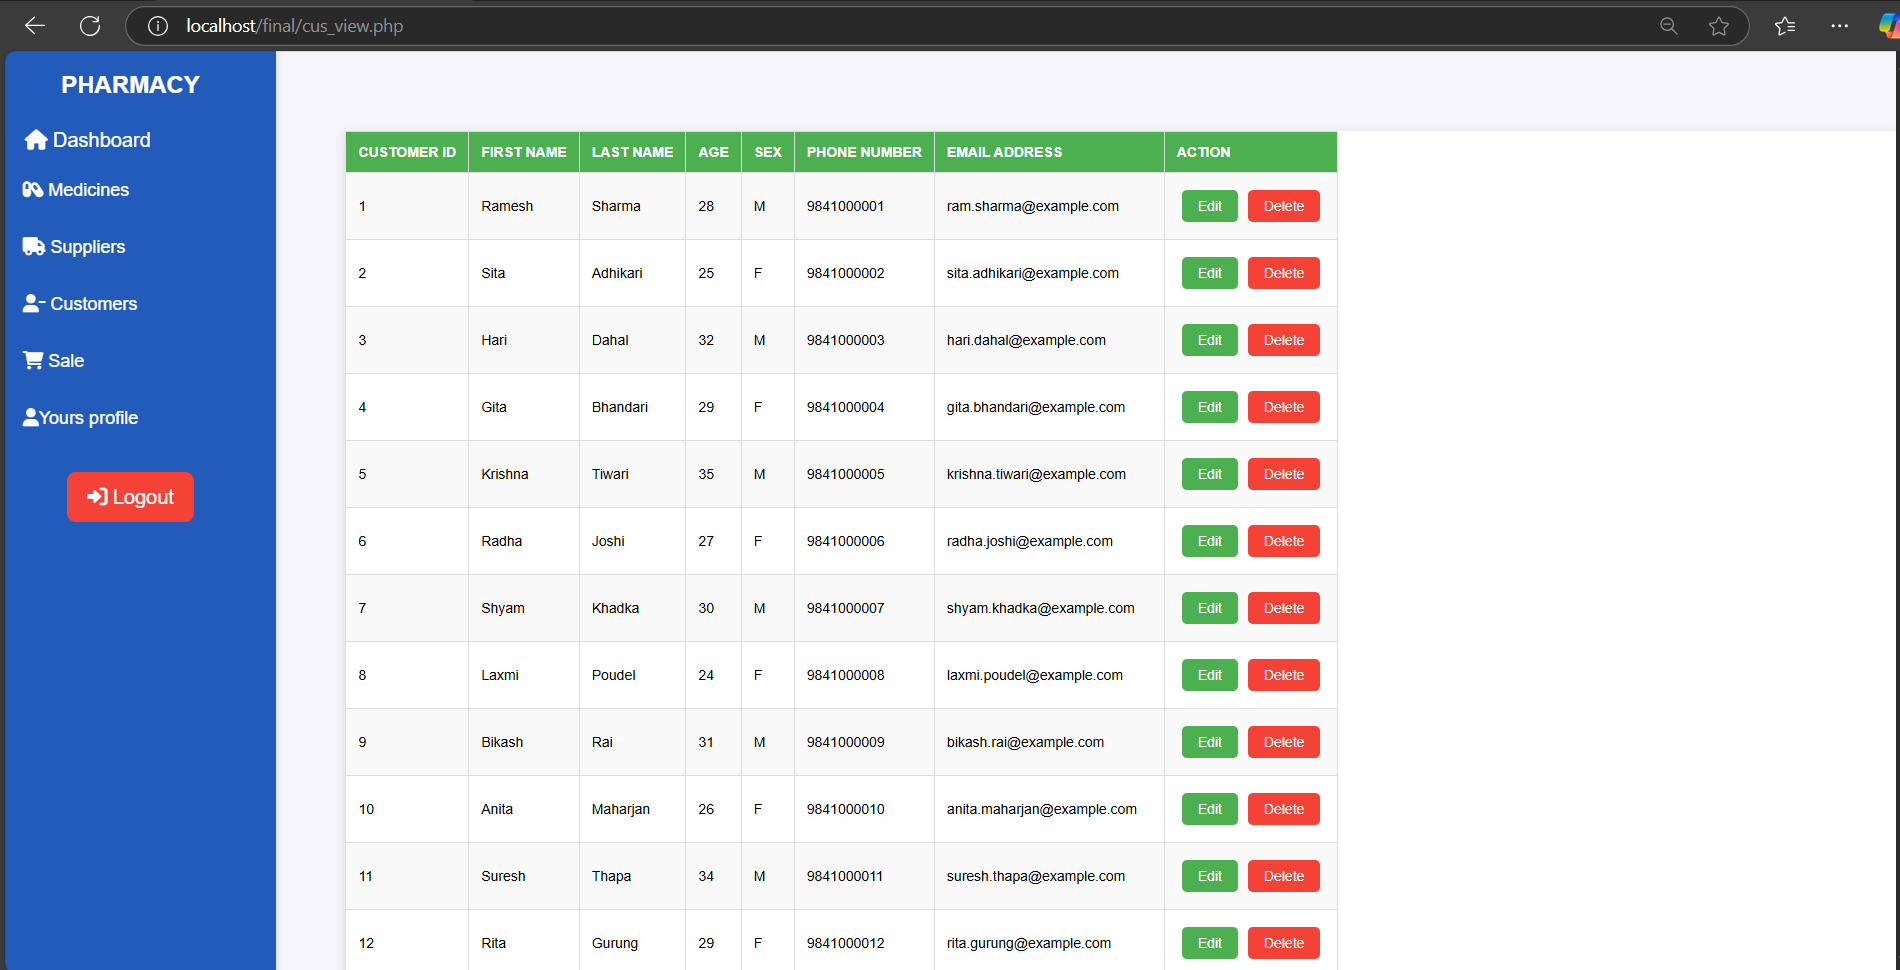 localhost/final/cus_view.php
PHARMACY
Dashboard
Medicines
Suppliers
Customers
Sale
Yours profile
Logout
CUSTOMER ID FIRST NAME LAST NAME AGE SEX PHONE NUMBER EMAIL ADDRESS ACTION
1 Ramesh Sharma 28 M 9841000001 ram.sharma@example.com Edit Delete
2 Sita Adhikari 25 F 9841000002 sita.adhikari@example.com Edit Delete
3 Hari Dahal 32 M 9841000003 hari.dahal@example.com Edit Delete
4 Gita Bhandari 29 F 9841000004 gita.bhandari@example.com Edit Delete
5 Krishna Tiwari 35 M 9841000005 krishna.tiwari@example.com Edit Delete
6 Radha Joshi 27 F 9841000006 radha.joshi@example.com Edit Delete
7 Shyam Khadka 30 M 9841000007 shyam.khadka@example.com Edit Delete
8 Laxmi Poudel 24 F 9841000008 laxmi.poudel@example.com Edit Delete
9 Bikash Rai 31 M 9841000009 bikash.rai@example.com Edit Delete
10 Anita Maharjan 26 F 9841000010 anita.maharjan@example.com Edit Delete
11 Suresh Thapa 34 M 9841000011 suresh.thapa@example.com Edit Delete
12 Rita Gurung 29 F 9841000012 rita.gurung@example.com Edit Delete